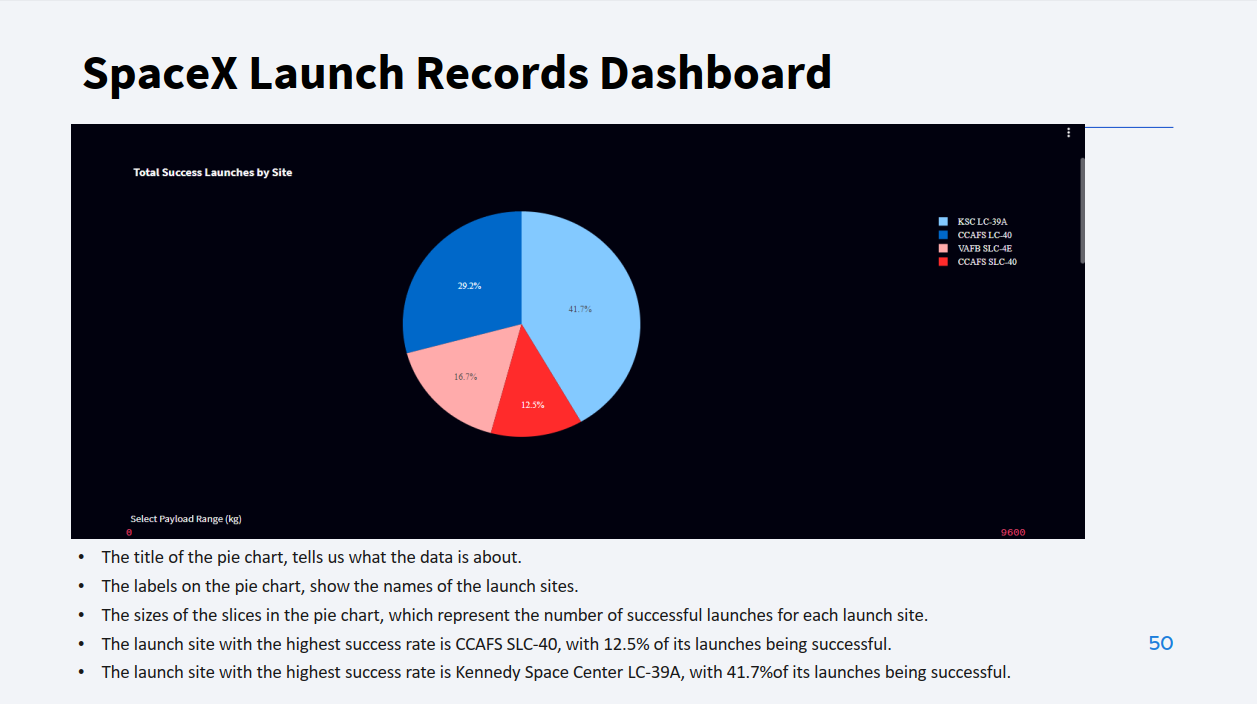 SpaceX Launch Records Dashboard
Total Success Launches by Site
KSC LC-39A
CCAFS LC-40
VAFB SLC-4E
CCAFS SLC-40
29.2%
41.7%
16.7%
12.5%
Select Payload Range (kg)
0
9600
• The title of the pie chart, tells us what the data is about.
• The labels on the pie chart, show the names of the launch sites.
• The sizes of the slices in the pie chart, which represent the number of successful launches for each launch site.
• The launch site with the highest success rate is CCAFS SLC-40, with 12.5% of its launches being successful.
• The launch site with the highest success rate is Kennedy Space Center LC-39A, with 41.7%of its launches being successful.
50